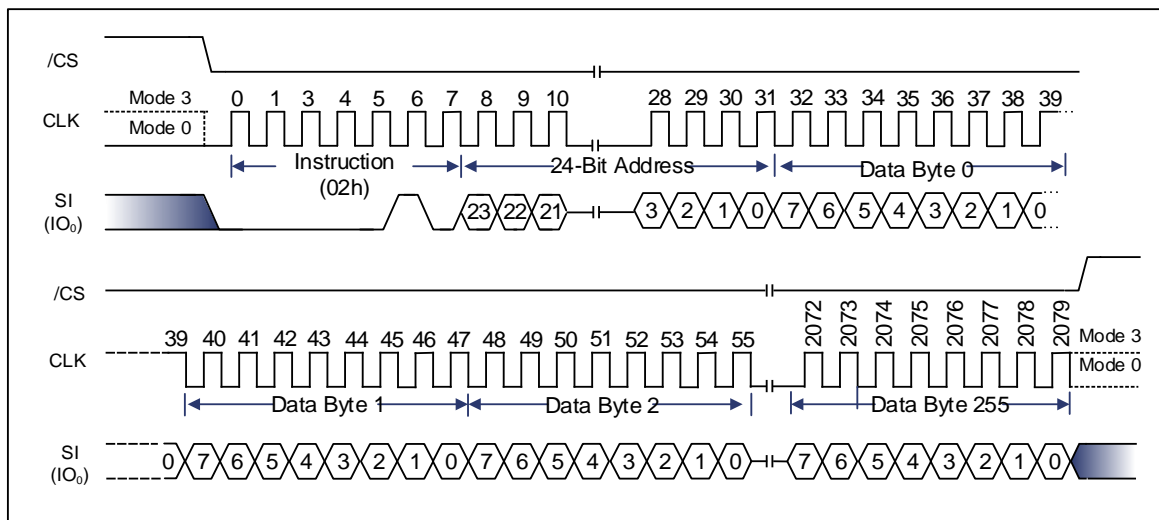 /CS
Mode 3
0 1 3 4 5 6 7 8 9 10 28 29 30 31 32 33 34 35 36 37 38 39
CLK
Mode 0
Instruction
(02h)
24-Bit Address
Data Byte 0
SI
(IO₀)
23 22 21 3 2 1 0 7 6 5 4 3 2 1 0
/CS
39 40 41 42 43 44 45 46 47 48 49 50 51 52 53 54 55 2072 2073 2074 2075 2076 2077 2078 2079
Mode 3
CLK
Mode 0
Data Byte 1
Data Byte 2
Data Byte 255
SI
(IO₀)
0 7 6 5 4 3 2 1 0 7 6 5 4 3 2 1 0 7 6 5 4 3 2 1 0